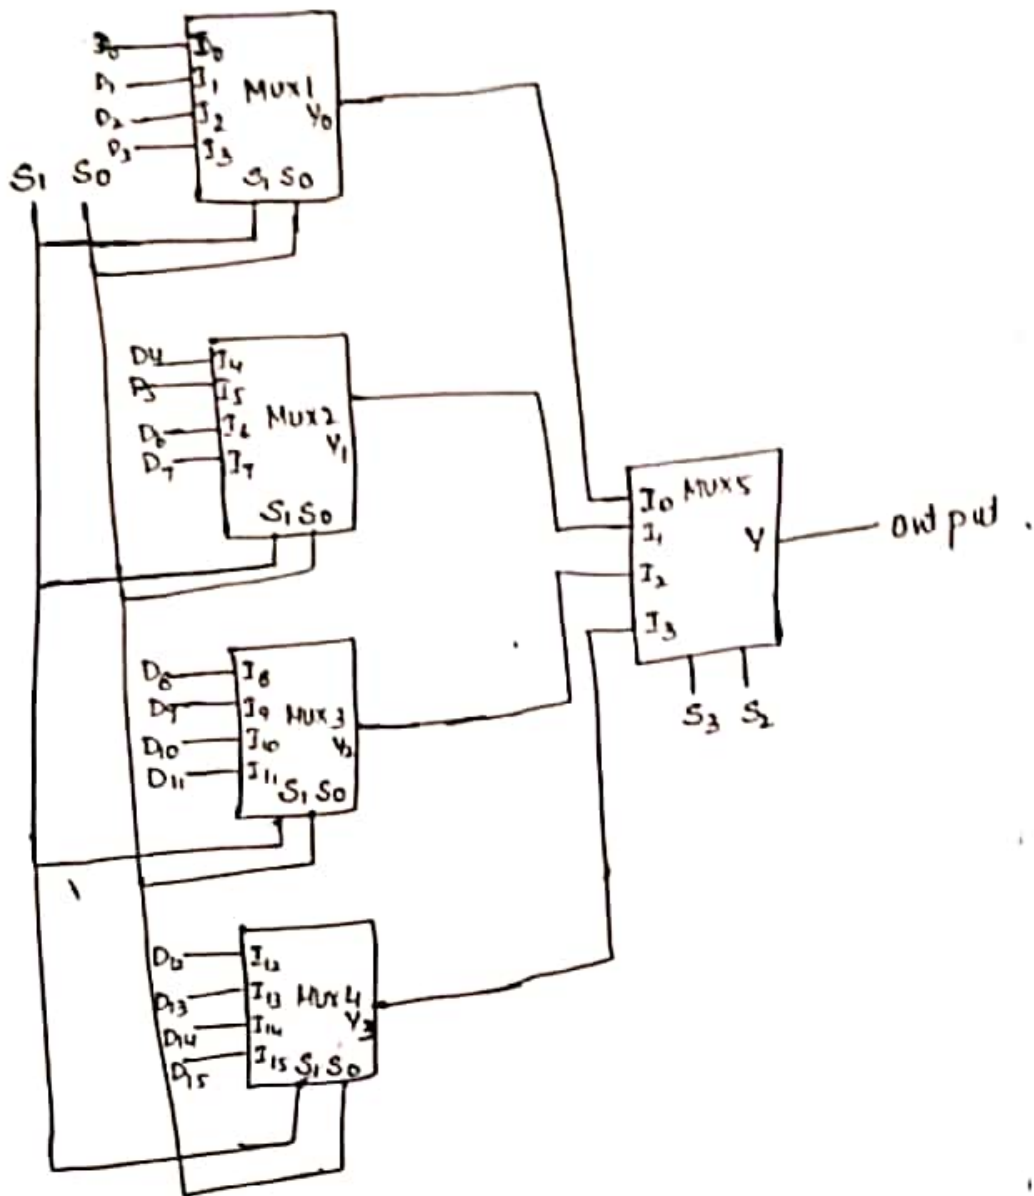 I₀ I₀
D₁ I₁ MUX1
D₂ I₂ Y₀
D₃ I₃
S1 S0 S₁ S0
D4 I₄
I₅
D₆ I₆ MUX2
D₇ I₇ Y₁
S₁ S0
D₈ I₈
D₉ I₉ MUX3
D₁₀ I₁₀ Y₂
D₁₁ I₁₁
S₁ S0
I₁₂
D₁₃ I₁₃ MUX4
D₁₄ I₁₄ Y₃
D₁₅ I₁₅ S₁ S0
I₀ MUX5
I₁ Y output.
I₂
I₃
S₃ S₂